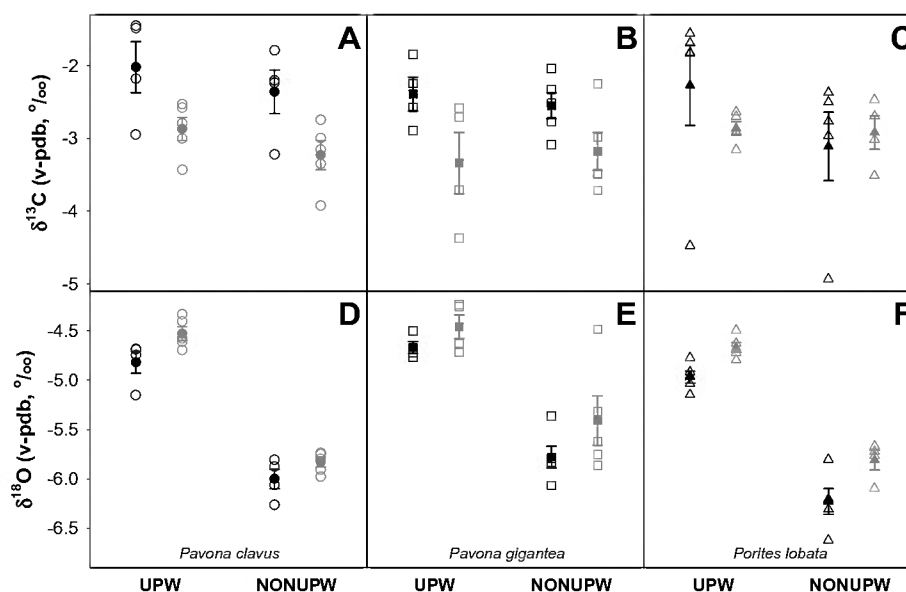 A
B
C
δ¹³C (v-pdb, °/∞)
-2
-3
-4
-5
D
E
F
δ¹⁸O (v-pdb, °/∞)
-4.5
-5.0
-5.5
-6.0
-6.5
Pavona clavus
Pavona gigantea
Porites lobata
UPW NONUPW UPW NONUPW UPW NONUPW